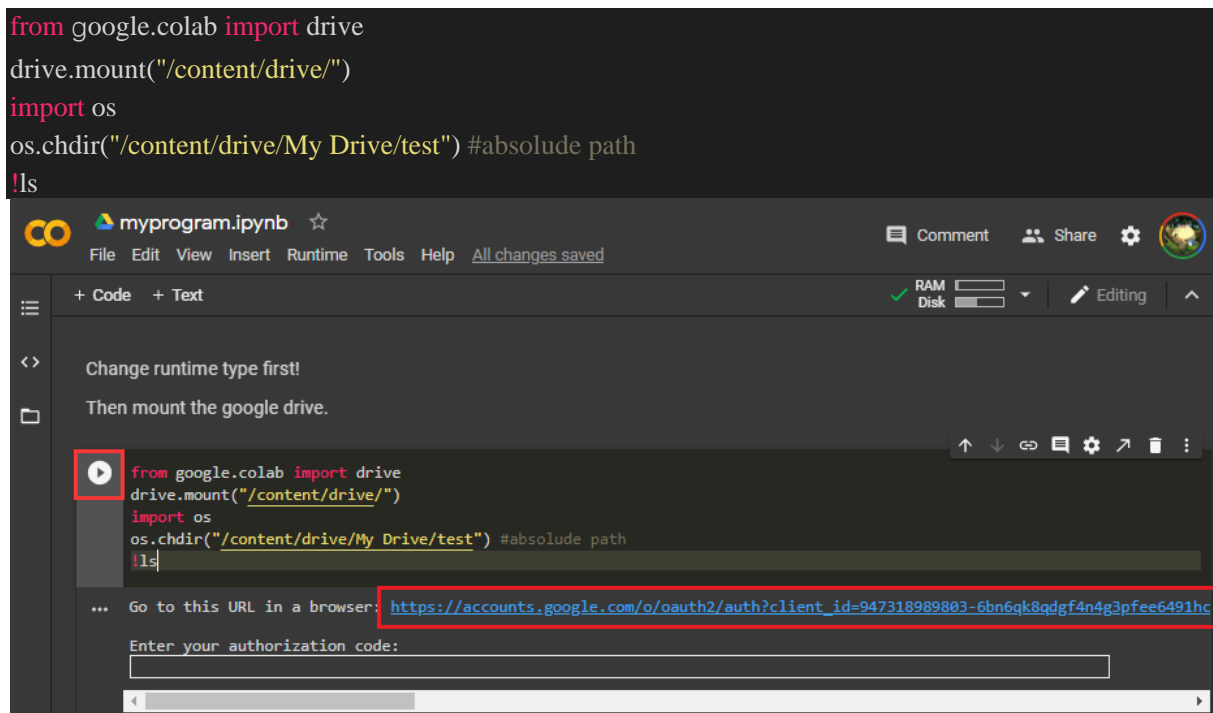 from google.colab import drive
drive.mount("/content/drive/")
import os
os.chdir("/content/drive/My Drive/test") #absolude path
!ls
myprogram.ipynb
Comment
Share
File Edit View Insert Runtime Tools Help All changes saved
+ Code + Text
RAM
Disk
Editing
Change runtime type first!
Then mount the google drive.
from google.colab import drive
drive.mount("/content/drive/")
import os
os.chdir("/content/drive/My Drive/test") #absolude path
!ls
Go to this URL in a browser: https://accounts.google.com/o/oauth2/auth?client_id=947318989803-6bn6qk8qdgf4n4g3pfee6491hc
Enter your authorization code: